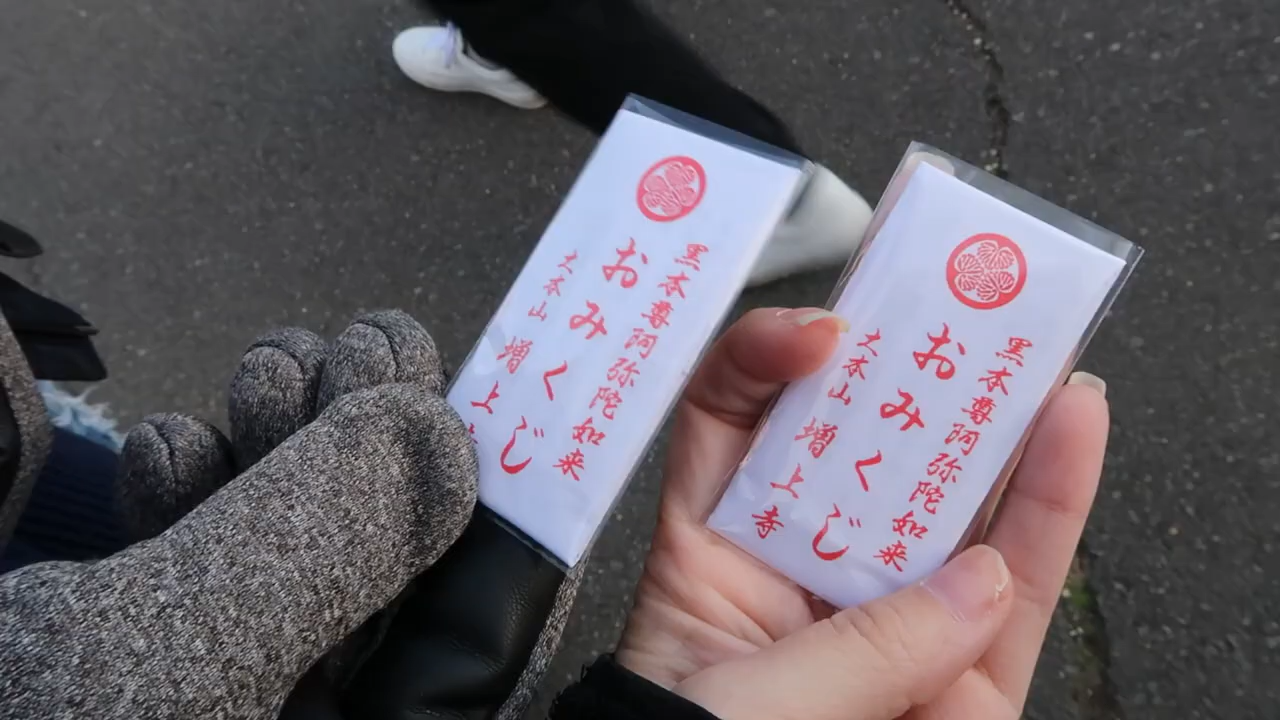 黒本尊阿弥陀如来
おみくじ
大本山 増上寺
黒本尊阿弥陀如来
おみくじ
大本山 増上